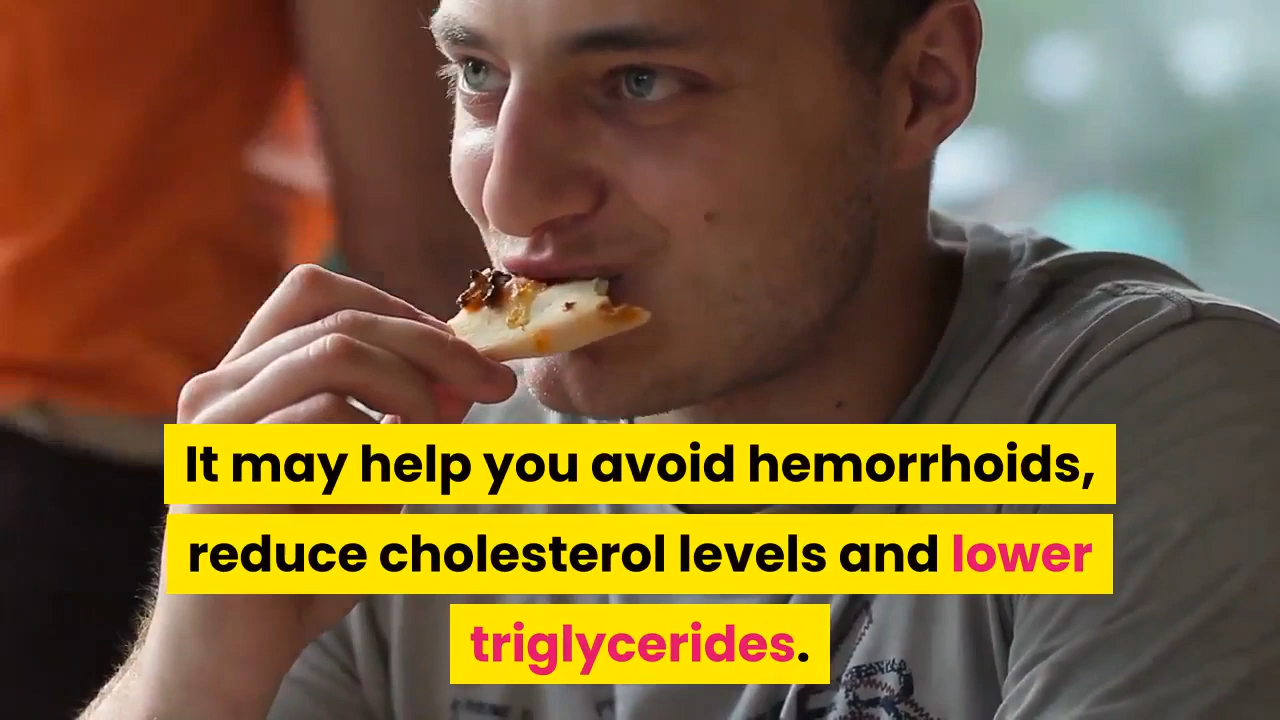 It may help you avoid hemorrhoids,
reduce cholesterol levels and lower
triglycerides.